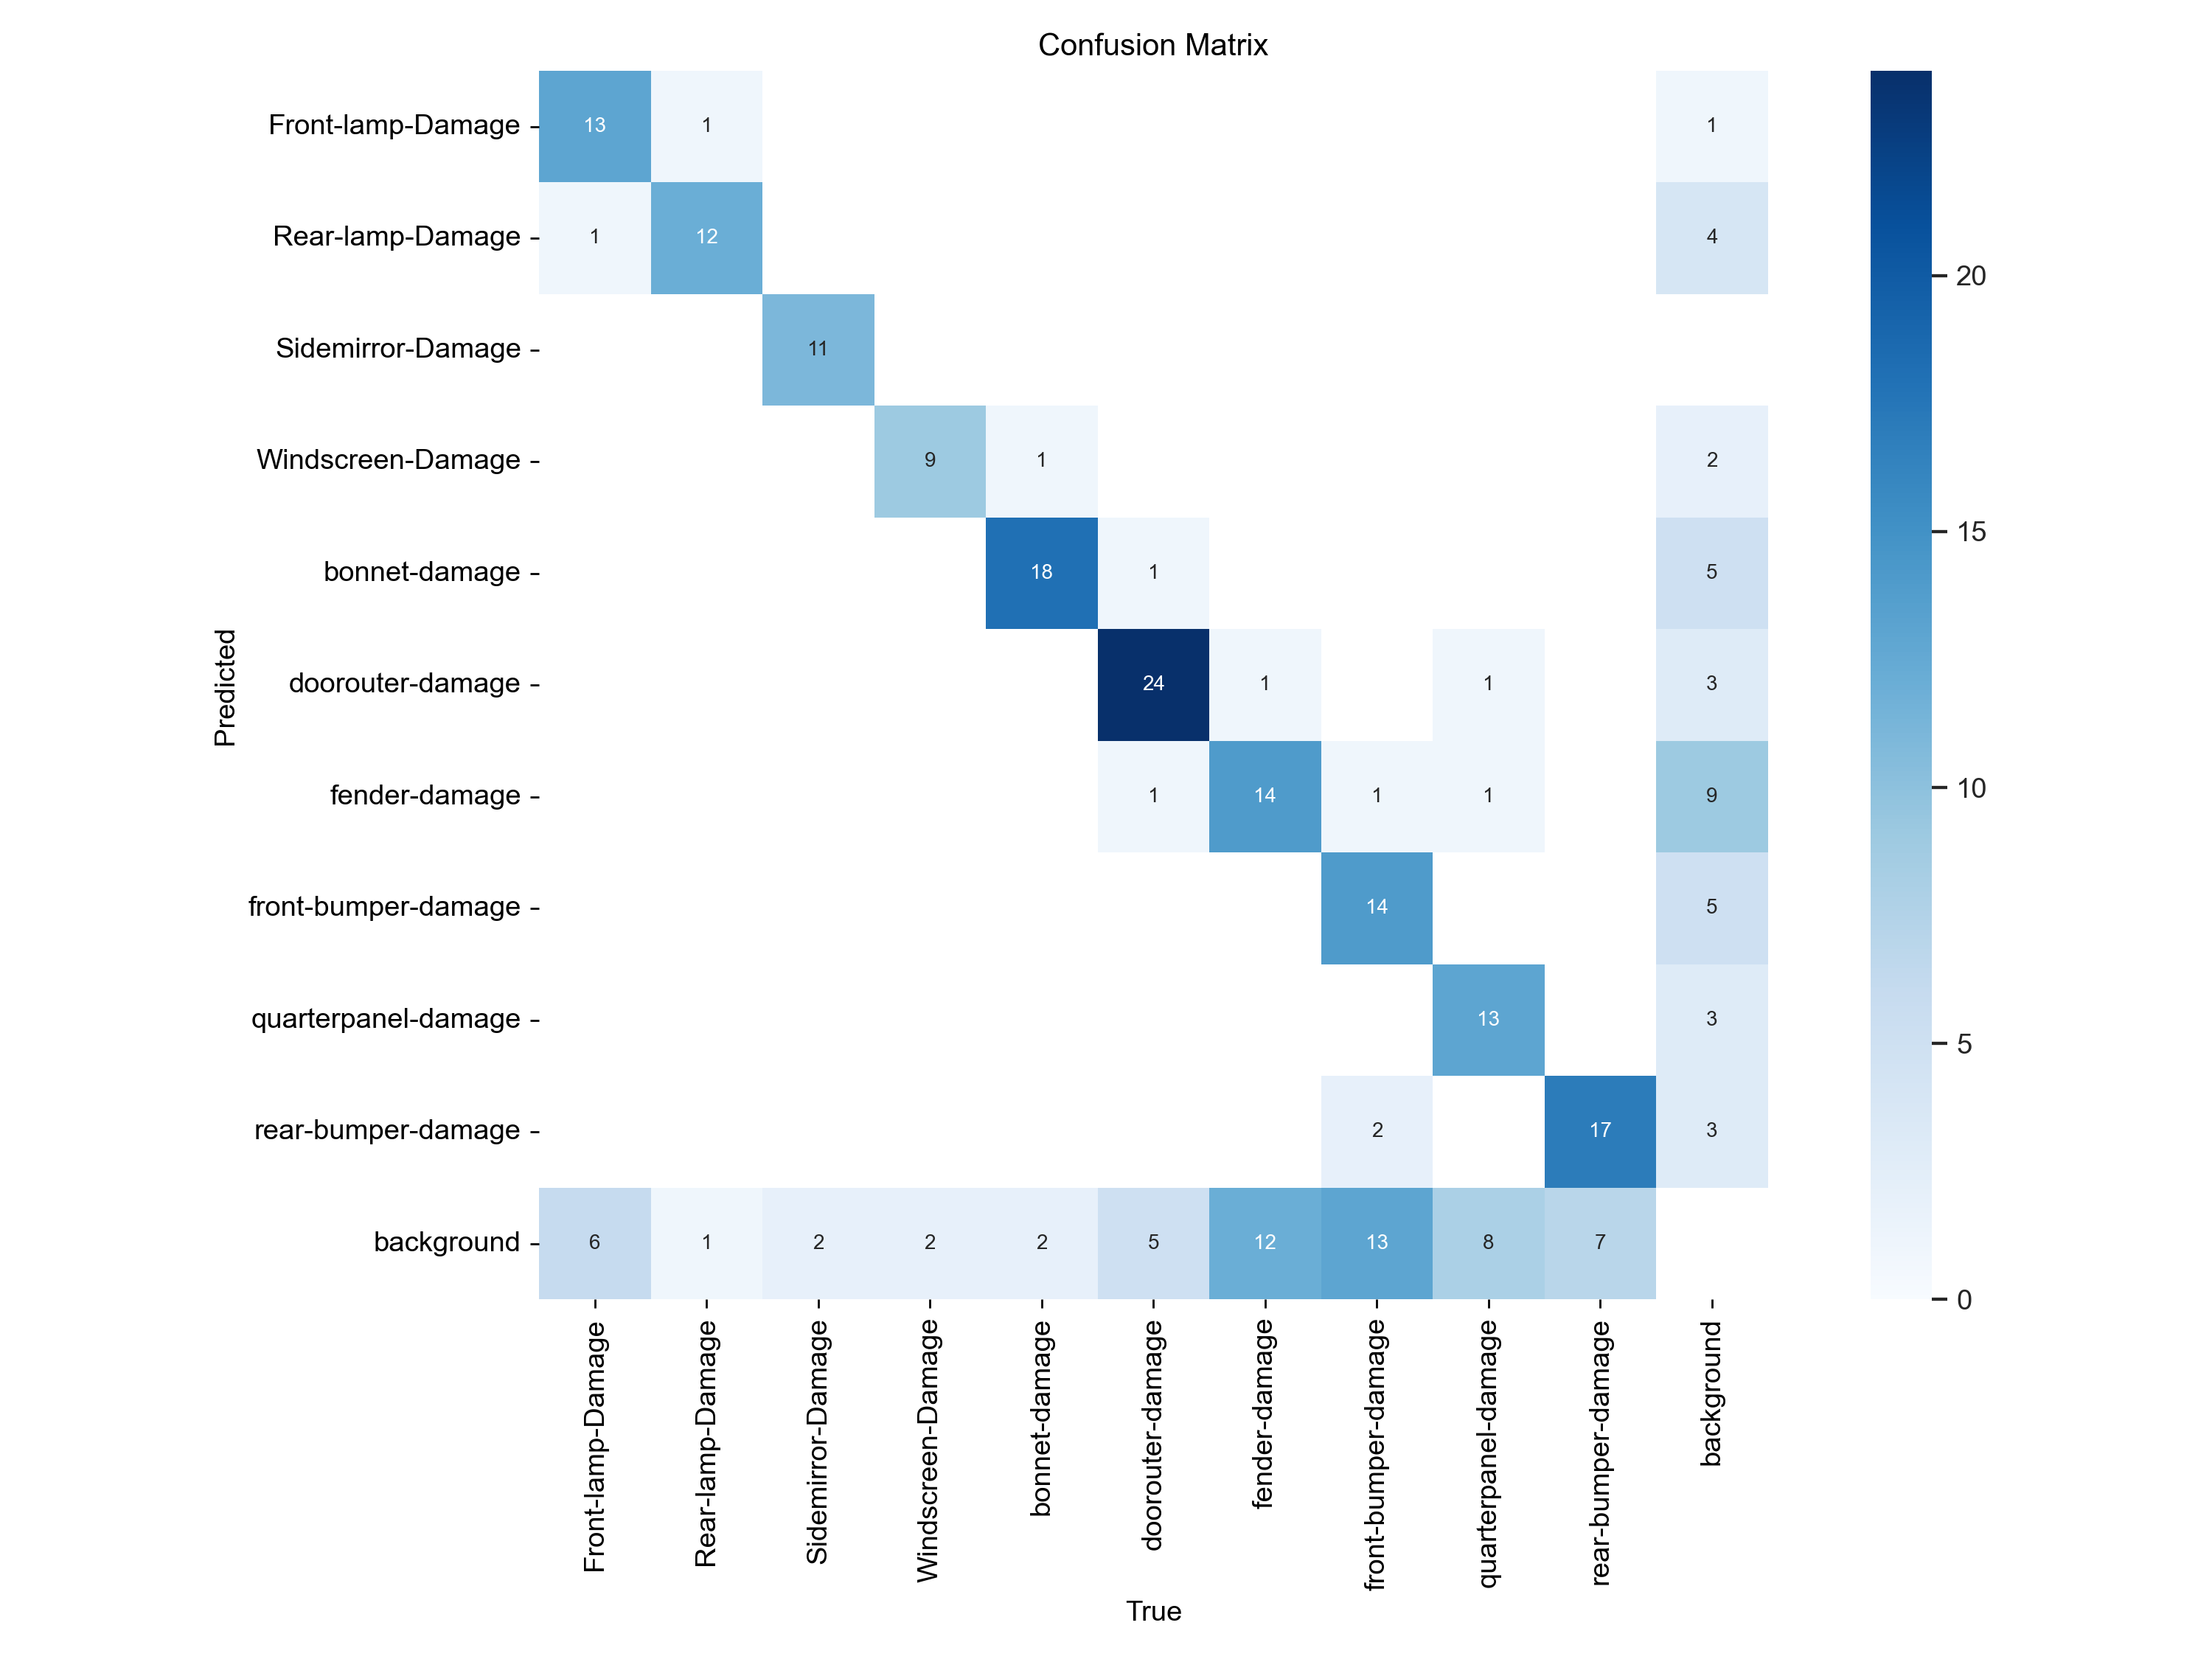 Confusion Matrix
Front-lamp-Damage 13 1 1
Rear-lamp-Damage 1 12 4
Sidemirror-Damage 11
Windscreen-Damage 9 1 2
bonnet-damage 18 1 5
doorouter-damage 24 1 1 3
fender-damage 1 14 1 1 9
front-bumper-damage 14 5
quarterpanel-damage 13 3
rear-bumper-damage 2 17 3
background 6 1 2 2 2 5 12 13 8 7
Predicted
Front-lamp-Damage
Rear-lamp-Damage
Sidemirror-Damage
Windscreen-Damage
bonnet-damage
doorouter-damage
fender-damage
front-bumper-damage
quarterpanel-damage
rear-bumper-damage
background
True
20
15
10
5
0